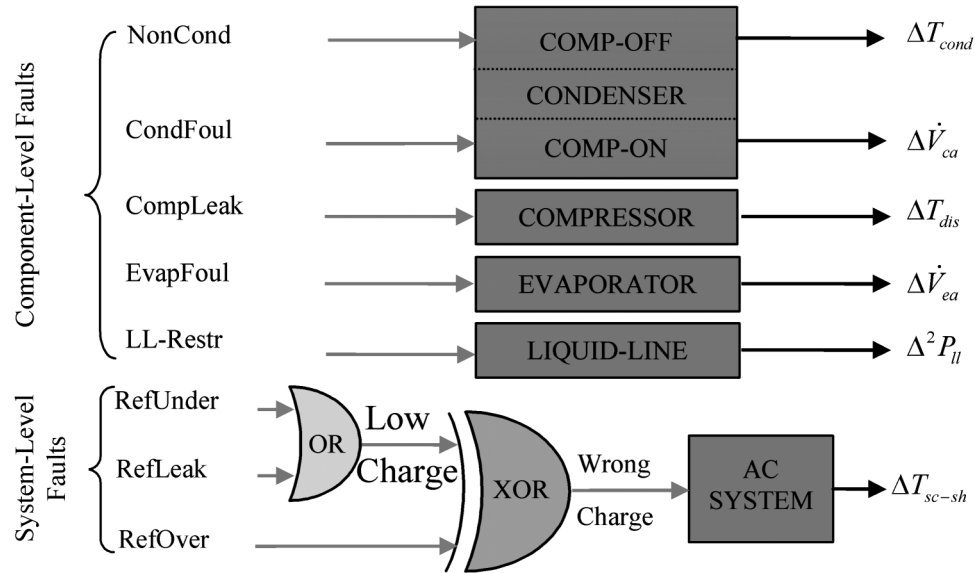 Component-Level Faults
NonCond
COMP-OFF
ΔT_cond
CONDENSER
CondFoul
COMP-ON
ΔV̇_ca
CompLeak
COMPRESSOR
ΔT_dis
EvapFoul
EVAPORATOR
ΔV̇_ea
LL-Restr
LIQUID-LINE
Δ²P_ll
System-Level
Faults
RefUnder
RefLeak
RefOver
OR
Low
Charge
XOR
Wrong
Charge
AC
SYSTEM
ΔT_sc-sh